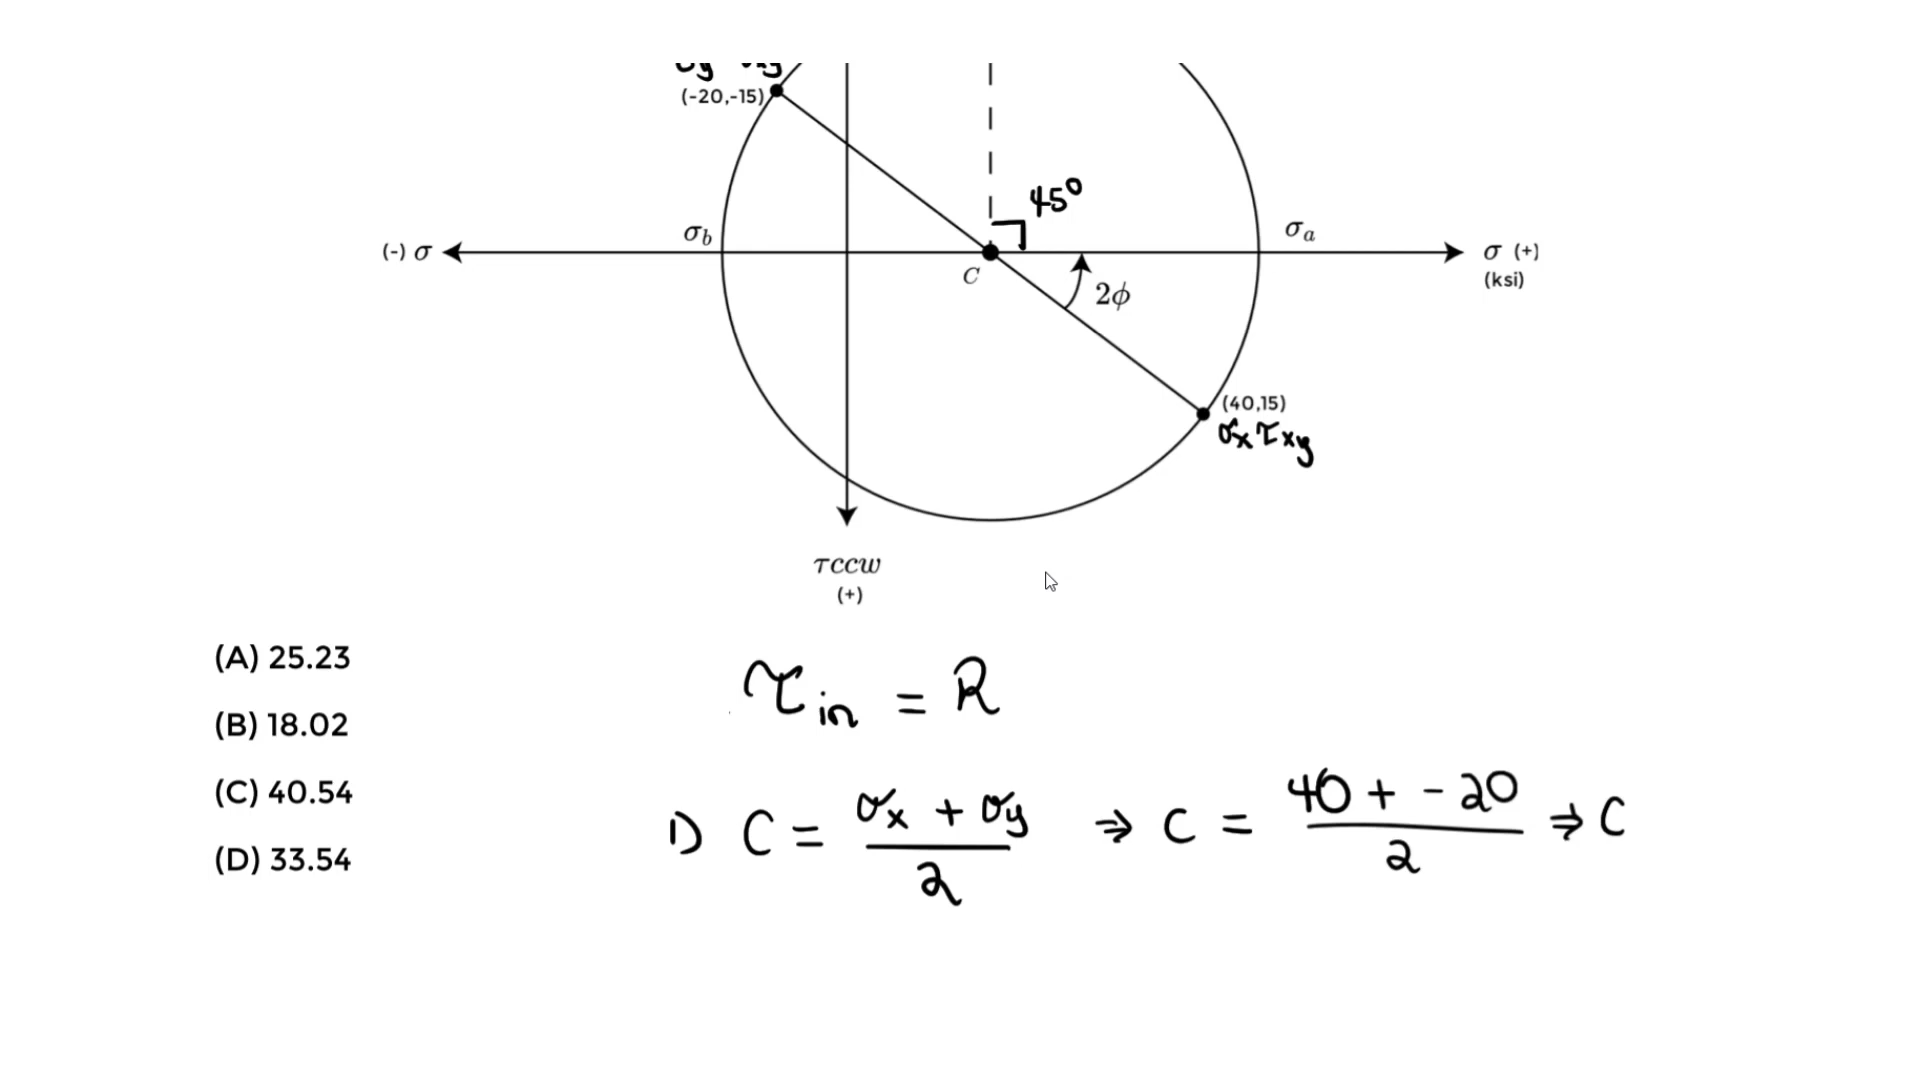 (-20,-15)
45°
σb
σa
(-) σ
σ (+)
(ksi)
C
2ϕ
(40,15)
σx τxy
τccw
(+)
(A) 25.23
(B) 18.02
(C) 40.54
(D) 33.54
τin = R
1) C = σx + σy / 2 ⇒ C = 40 + -20 / 2 ⇒ C